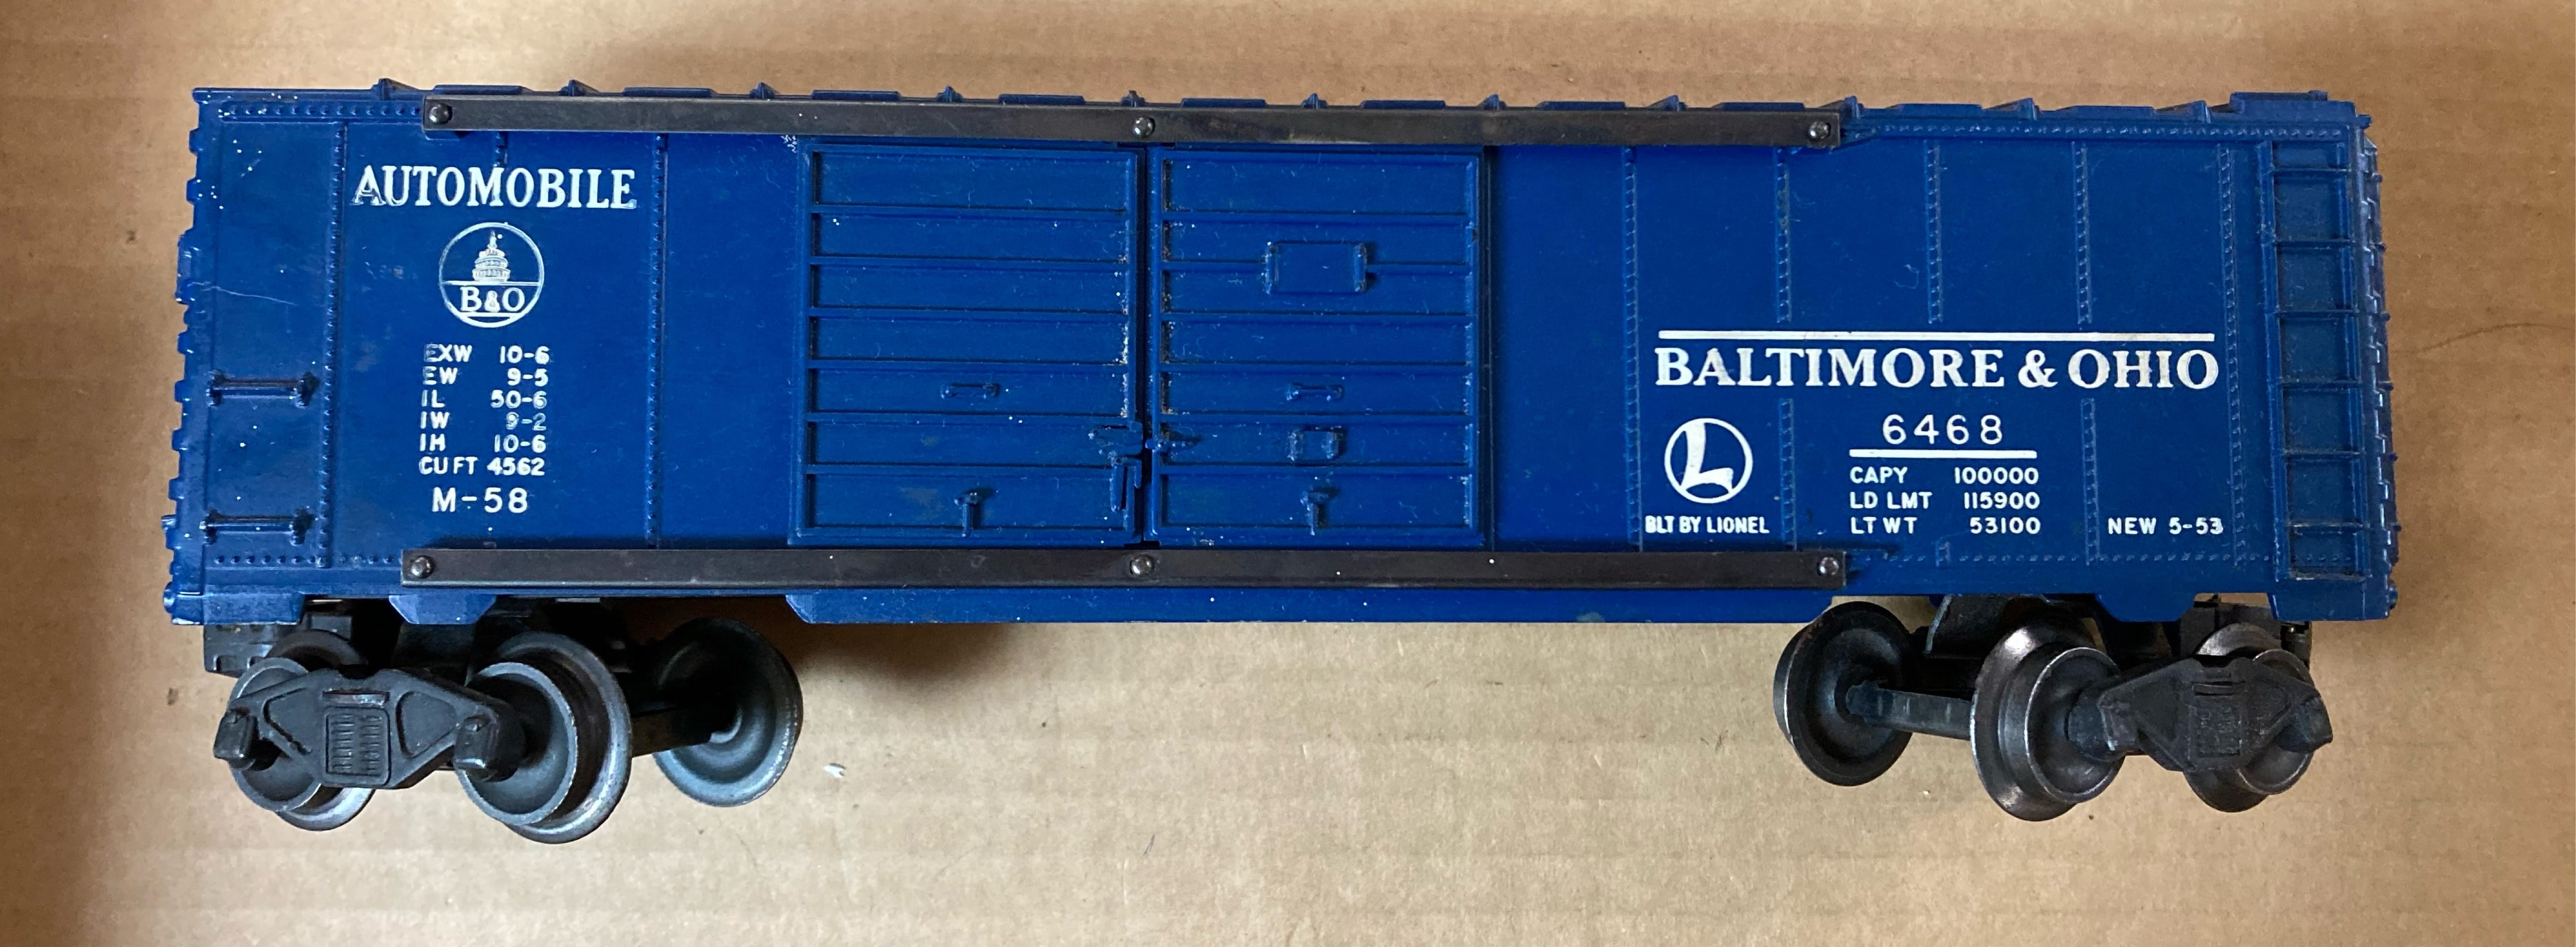 AUTOMOBILE
B&O
EXW 10-6
EW 9-5
IL 50-6
IW 9-2
IH 10-6
CU FT 4562
M-58
BALTIMORE & OHIO
6468
L
BLT BY LIONEL
CAPY 100000
LD LMT 115900
LT WT 53100
NEW 5-53